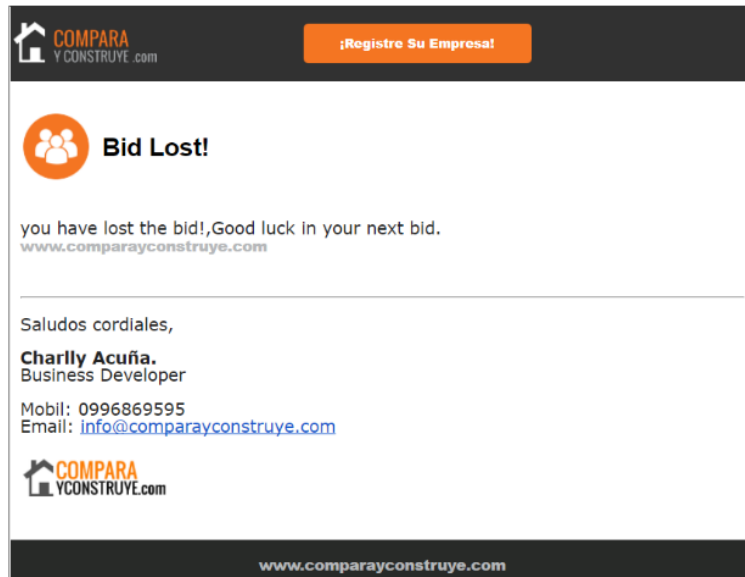 COMPARA
Y CONSTRUYE .com
¡Registre Su Empresa!
Bid Lost!
you have lost the bid!,Good luck in your next bid.
www.comparayconstruye.com
Saludos cordiales,
Charlly Acuña.
Business Developer
Mobil: 0996869595
Email: info@comparayconstruye.com
COMPARA
YCONSTRUYE.com
www.comparayconstruye.com